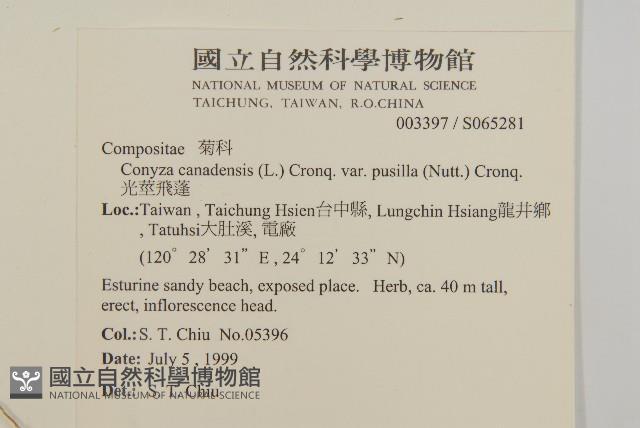 國立自然科學博物館
NATIONAL MUSEUM OF NATURAL SCIENCE
TAICHUNG, TAIWAN, R.O.CHINA
003397 / S065281
Compositae 菊科
Conyza canadensis (L.) Cronq. var. pusilla (Nutt.) Cronq.
光莖飛蓬
Loc.:Taiwan , Taichung Hsien台中縣, Lungchin Hsiang龍井鄉
, Tatuhsi大肚溪, 電廠
(120° 28’ 31” E , 24° 12’ 33” N)
Esturine sandy beach, exposed place. Herb, ca. 40 m tall,
erect, inflorescence head.
Col.: S. T. Chiu No.05396
Date: July 5 , 1999
Det.: S. T. Chiu
國立自然科學博物館
NATIONAL MUSEUM OF NATURAL SCIENCE